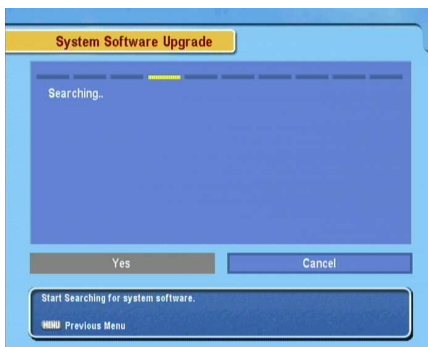 System Software Upgrade
Searching..
Yes
Cancel
Start Searching for system software.
MENU Previous Menu